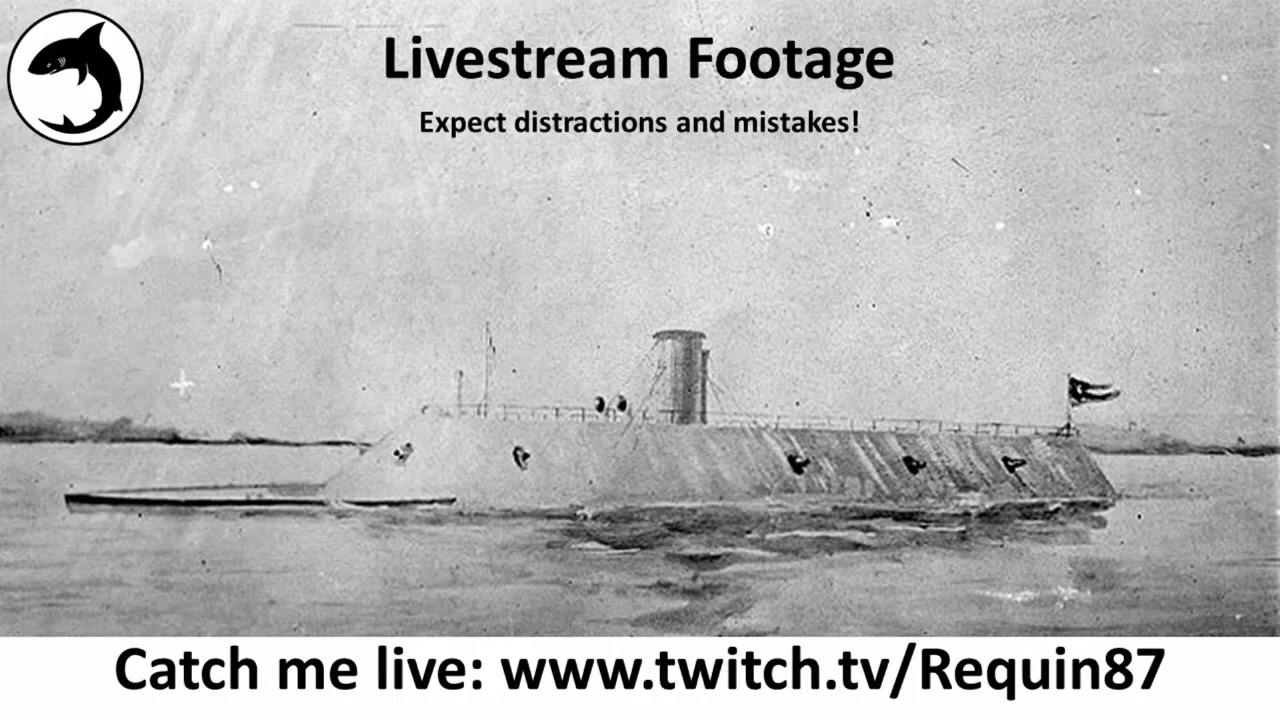 Livestream Footage
Expect distractions and mistakes!
Catch me live: www.twitch.tv/Requin87